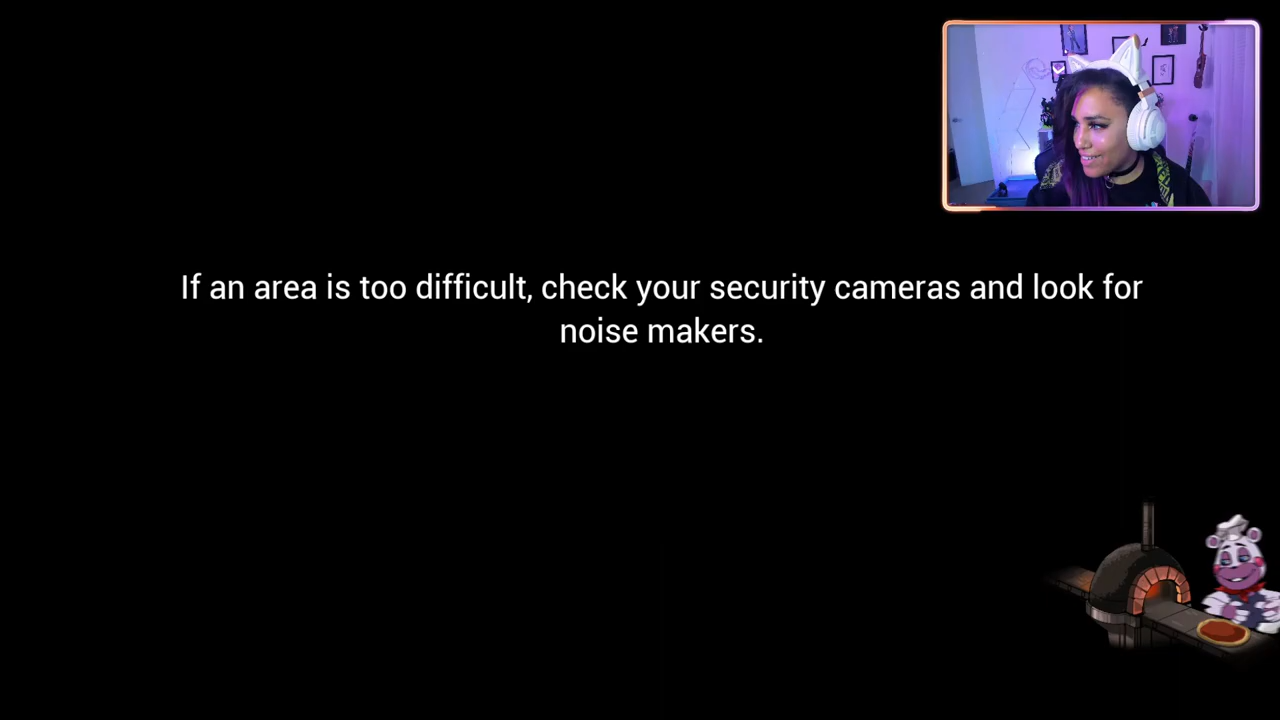 If an area is too difficult, check your security cameras and look for
noise makers.